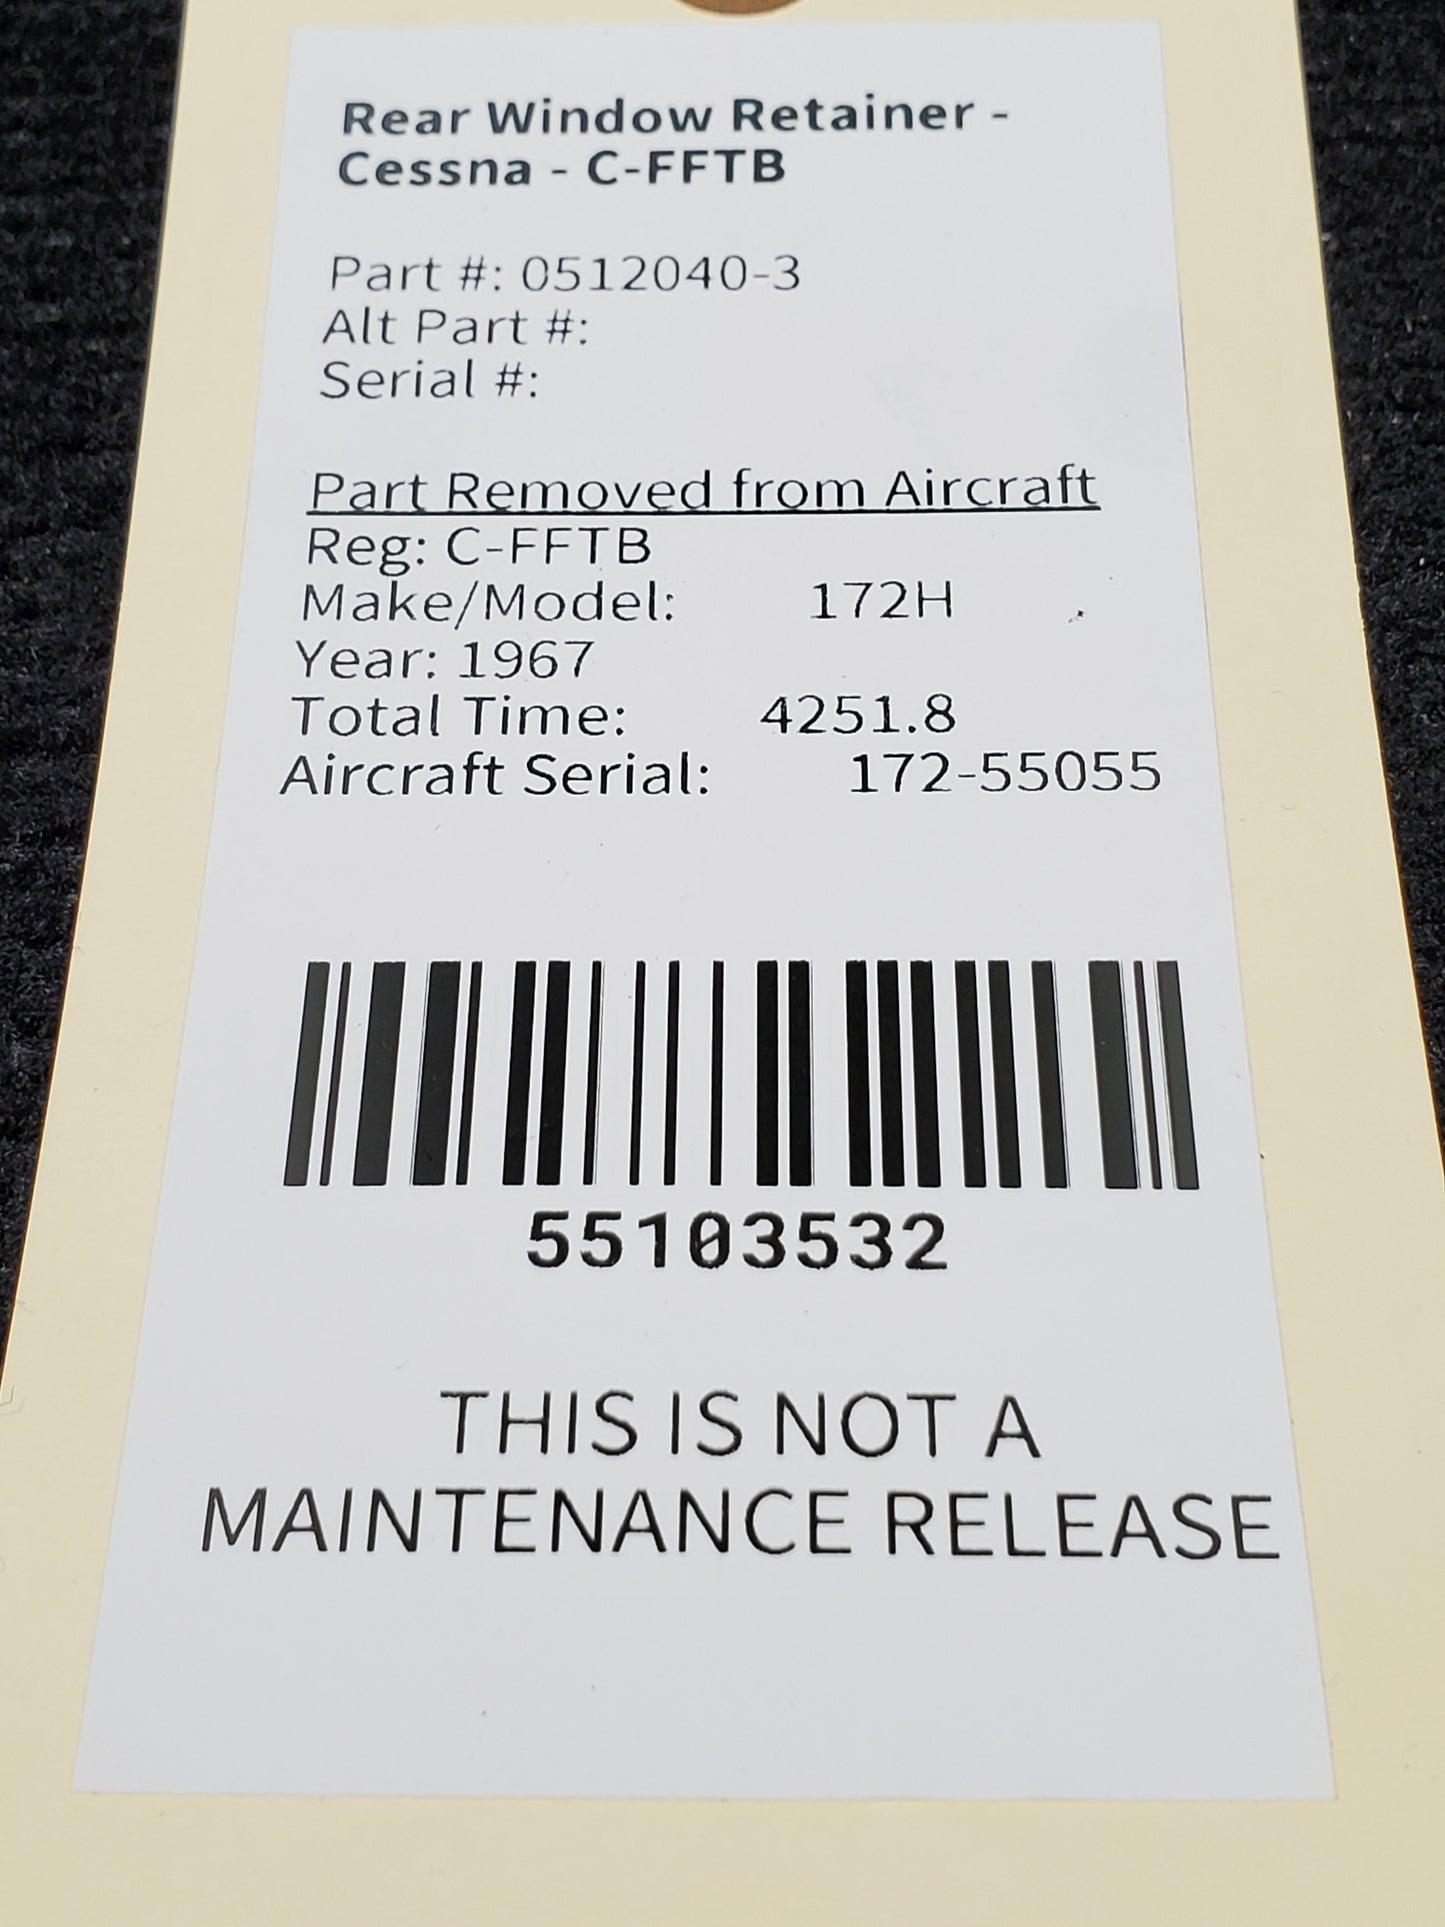 Rear Window Retainer -
Cessna - C-FFTB
Part #: 0512040-3
Alt Part #:
Serial #:
Part Removed from Aircraft
Reg: C-FFTB
Make/Model: 172H
Year: 1967
Total Time: 4251.8
Aircraft Serial: 172-55055
55103532
THIS IS NOT A
MAINTENANCE RELEASE